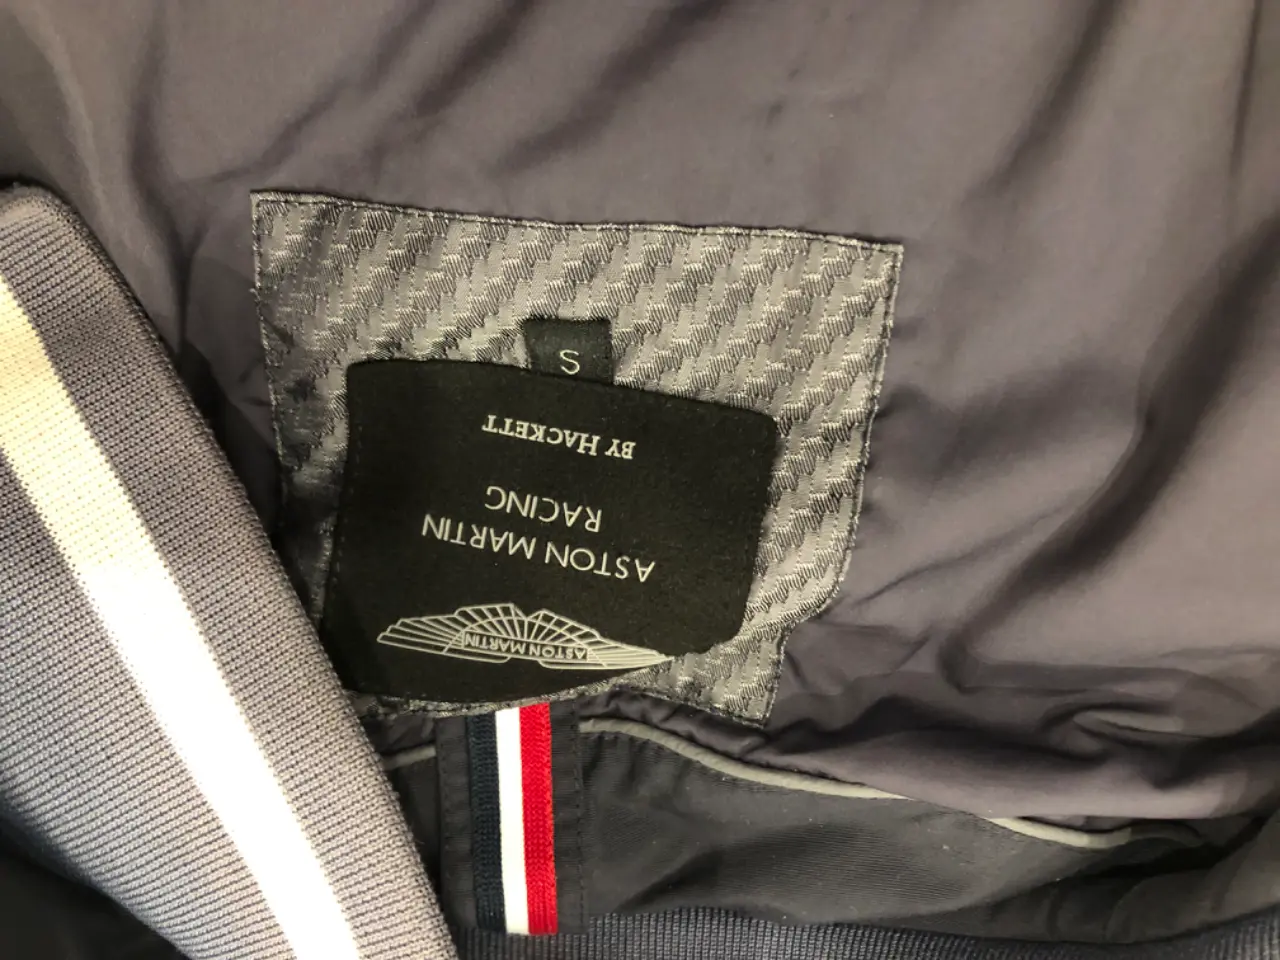 ASTON MARTIN
ASTON MARTIN
RACING
BY HACKETT
S